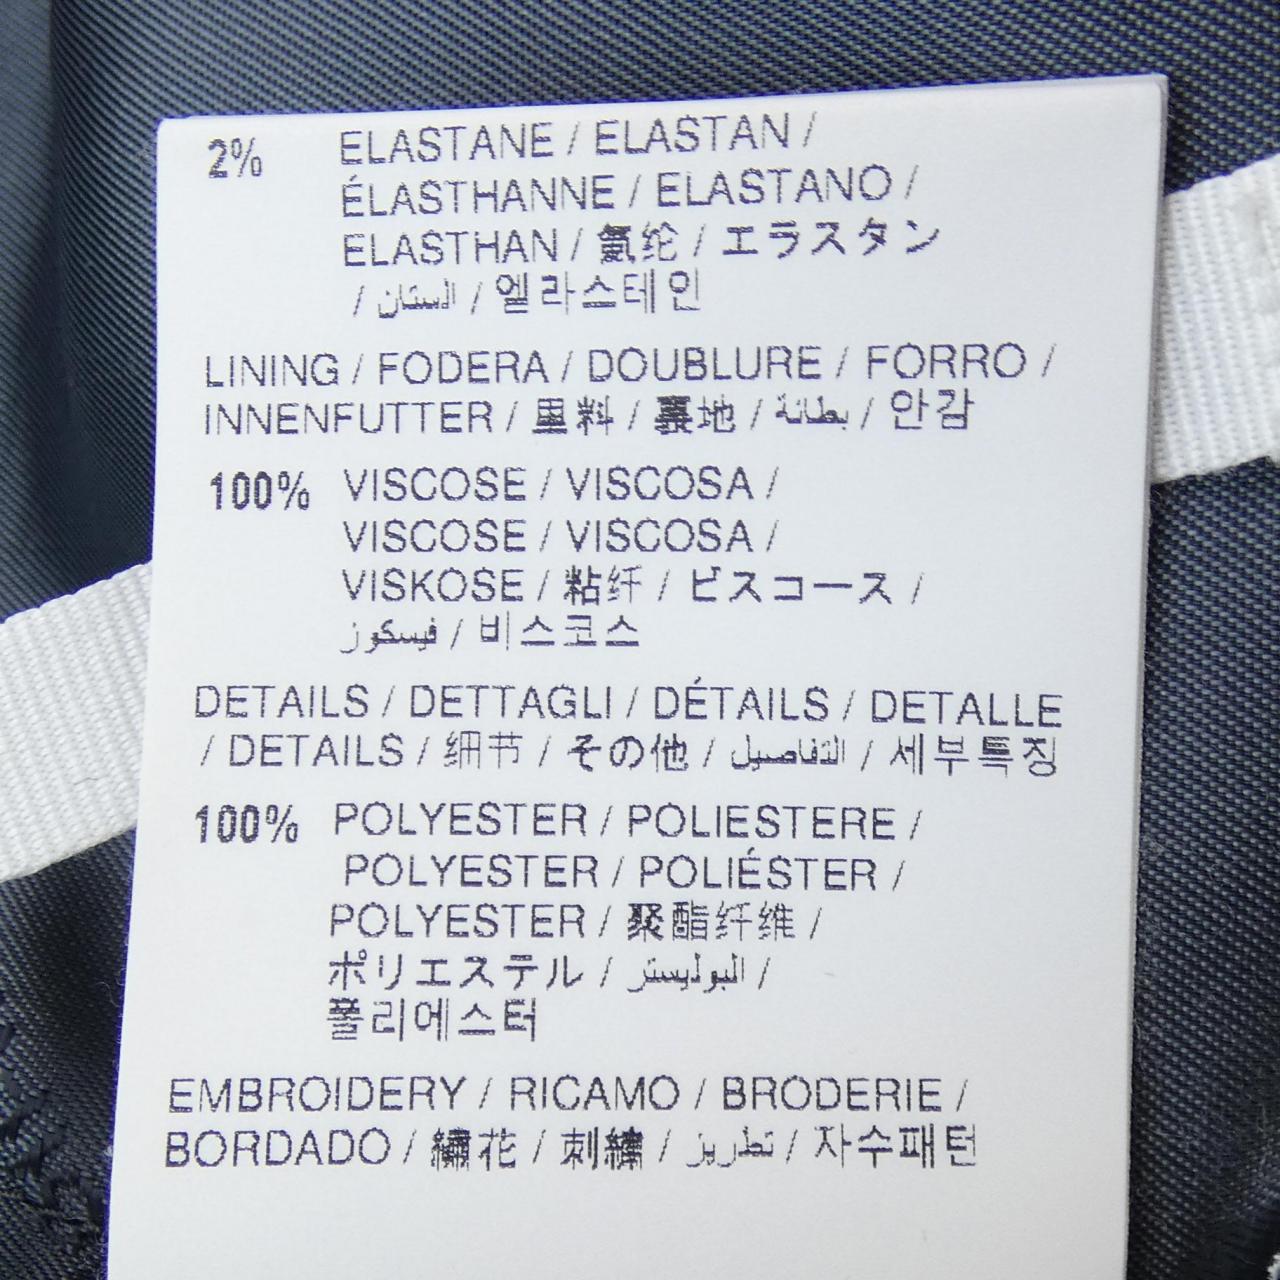 2% ELASTANE / ELASTAN /
ÉLASTHANNE / ELASTANO /
ELASTHAN / 氨纶 / エラスタン
/ الستان / 엘라스테인
LINING / FODERA / DOUBLURE / FORRO /
INNENFUTTER / 里料 / 裏地 / بطانة / 안감
100% VISCOSE / VISCOSA /
VISCOSE / VISCOSA /
VISKOSE / 粘纤 / ビスコース /
فيسكوز / 비스코스
DETAILS / DETTAGLI / DÉTAILS / DETALLE
/ DETAILS / 细节 / その他 / التفاصيل / 세부특징
100% POLYESTER / POLIESTERE /
POLYESTER / POLIÉSTER /
POLYESTER / 聚酯纤维 /
ポリエステル / البوليستر /
폴리에스터
EMBROIDERY / RICAMO / BRODERIE /
BORDADO / 繡花 / 刺繍 / تطريز / 자수패턴